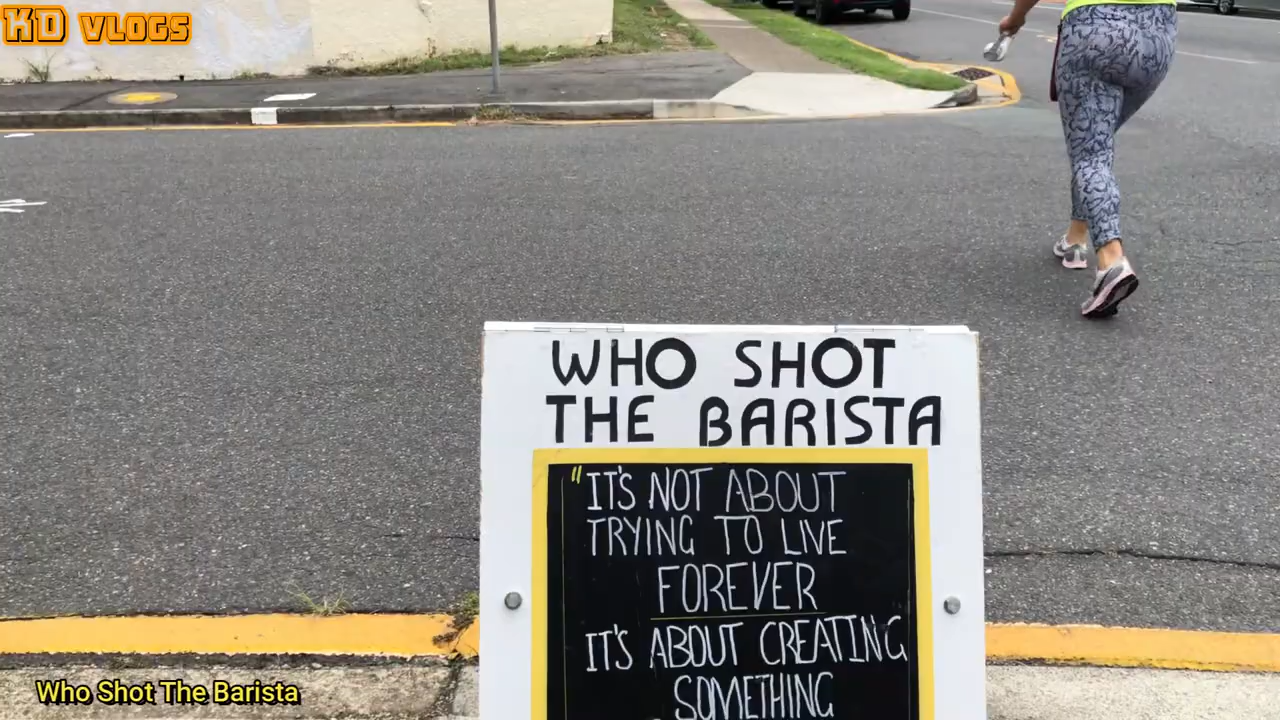 KD VLOGS
WHO SHOT
THE BARISTA
"IT'S NOT ABOUT
TRYING TO LIVE
FOREVER
IT'S ABOUT CREATING
SOMETHING
Who Shot The Barista